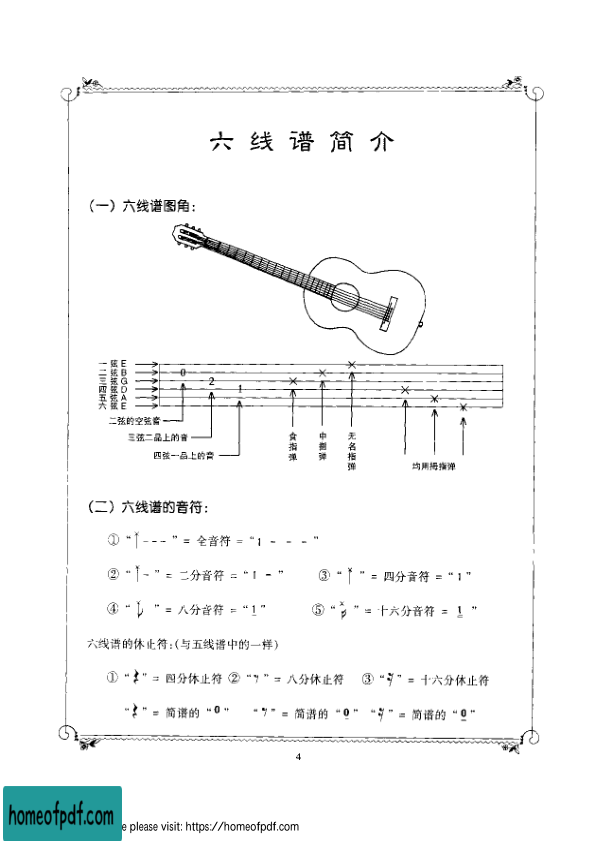 六线谱简介
(一)六线谱图角:
一弦E
二弦B
三弦G
四弦D
五弦A
六弦E
0
2
1
二弦的空弦音
三弦二品上的音
四弦一品上的音
食指弹
中指弹
无名指弹
均用拇指弹
(二)六线谱的音符:
① “ - - - ” = 全音符 = “1 - - - ”
② “ - ” = 二分音符 = “1 - ” ③ “ ” = 四分音符 = “1”
④ “ ” = 八分音符 = “1” ⑤ “ ” = 十六分音符 = “1 ”
六线谱的休止符:(与五线谱中的一样)
① “𝄽” = 四分休止符 ② “𝄾” = 八分休止符 ③ “𝄿” = 十六分休止符
“𝄽” = 简谱的 “0 ” “𝄾” = 简谱的 “0” “𝄿” = 简谱的 “0”
4
homeofpdf.com
e please visit: https://homeofpdf.com